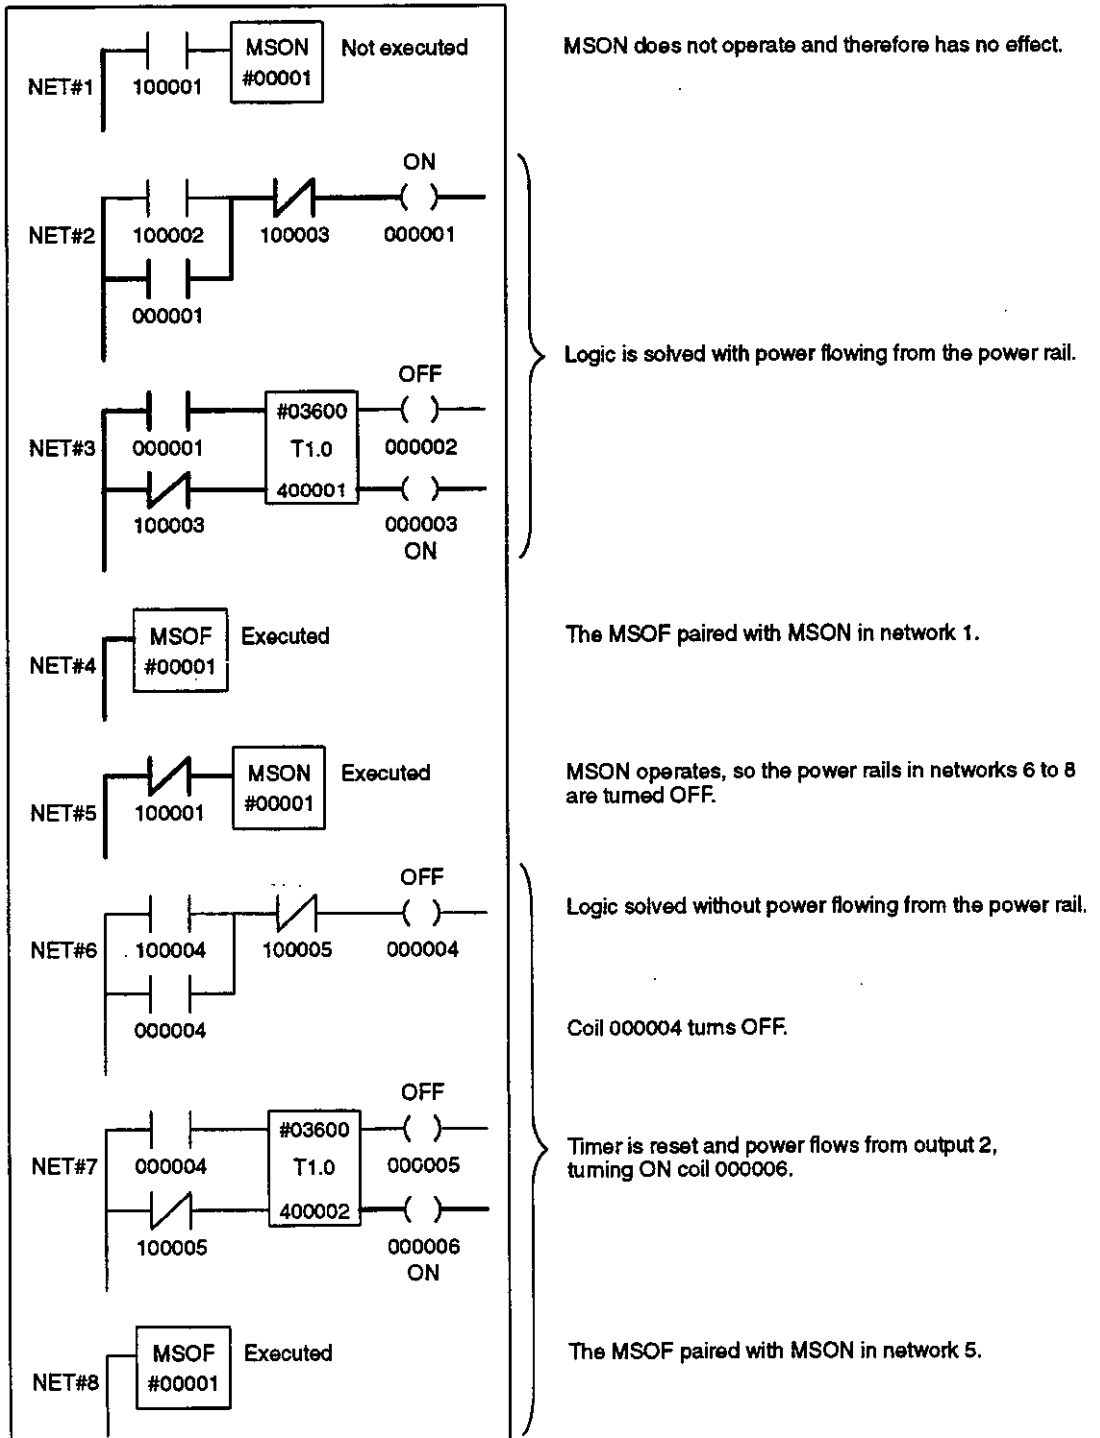 MSON Not executed MSON does not operate and therefore has no effect.
#00001
NET#1 100001
ON
NET#2 100002 100003 000001
000001
Logic is solved with power flowing from the power rail.
OFF
#03600
NET#3 000001 T1.0 000002
400001
100003 000003
ON
MSOF Executed The MSOF paired with MSON in network 1.
NET#4 #00001
MSON Executed MSON operates, so the power rails in networks 6 to 8
#00001 are turned OFF.
NET#5 100001
OFF
Logic solved without power flowing from the power rail.
NET#6 100004 100005 000004
000004 Coil 000004 turns OFF.
OFF
#03600 Timer is reset and power flows from output 2,
NET#7 000004 T1.0 000005 turning ON coil 000006.
400002
100005 000006
ON
MSOF Executed The MSOF paired with MSON in network 5.
NET#8 #00001